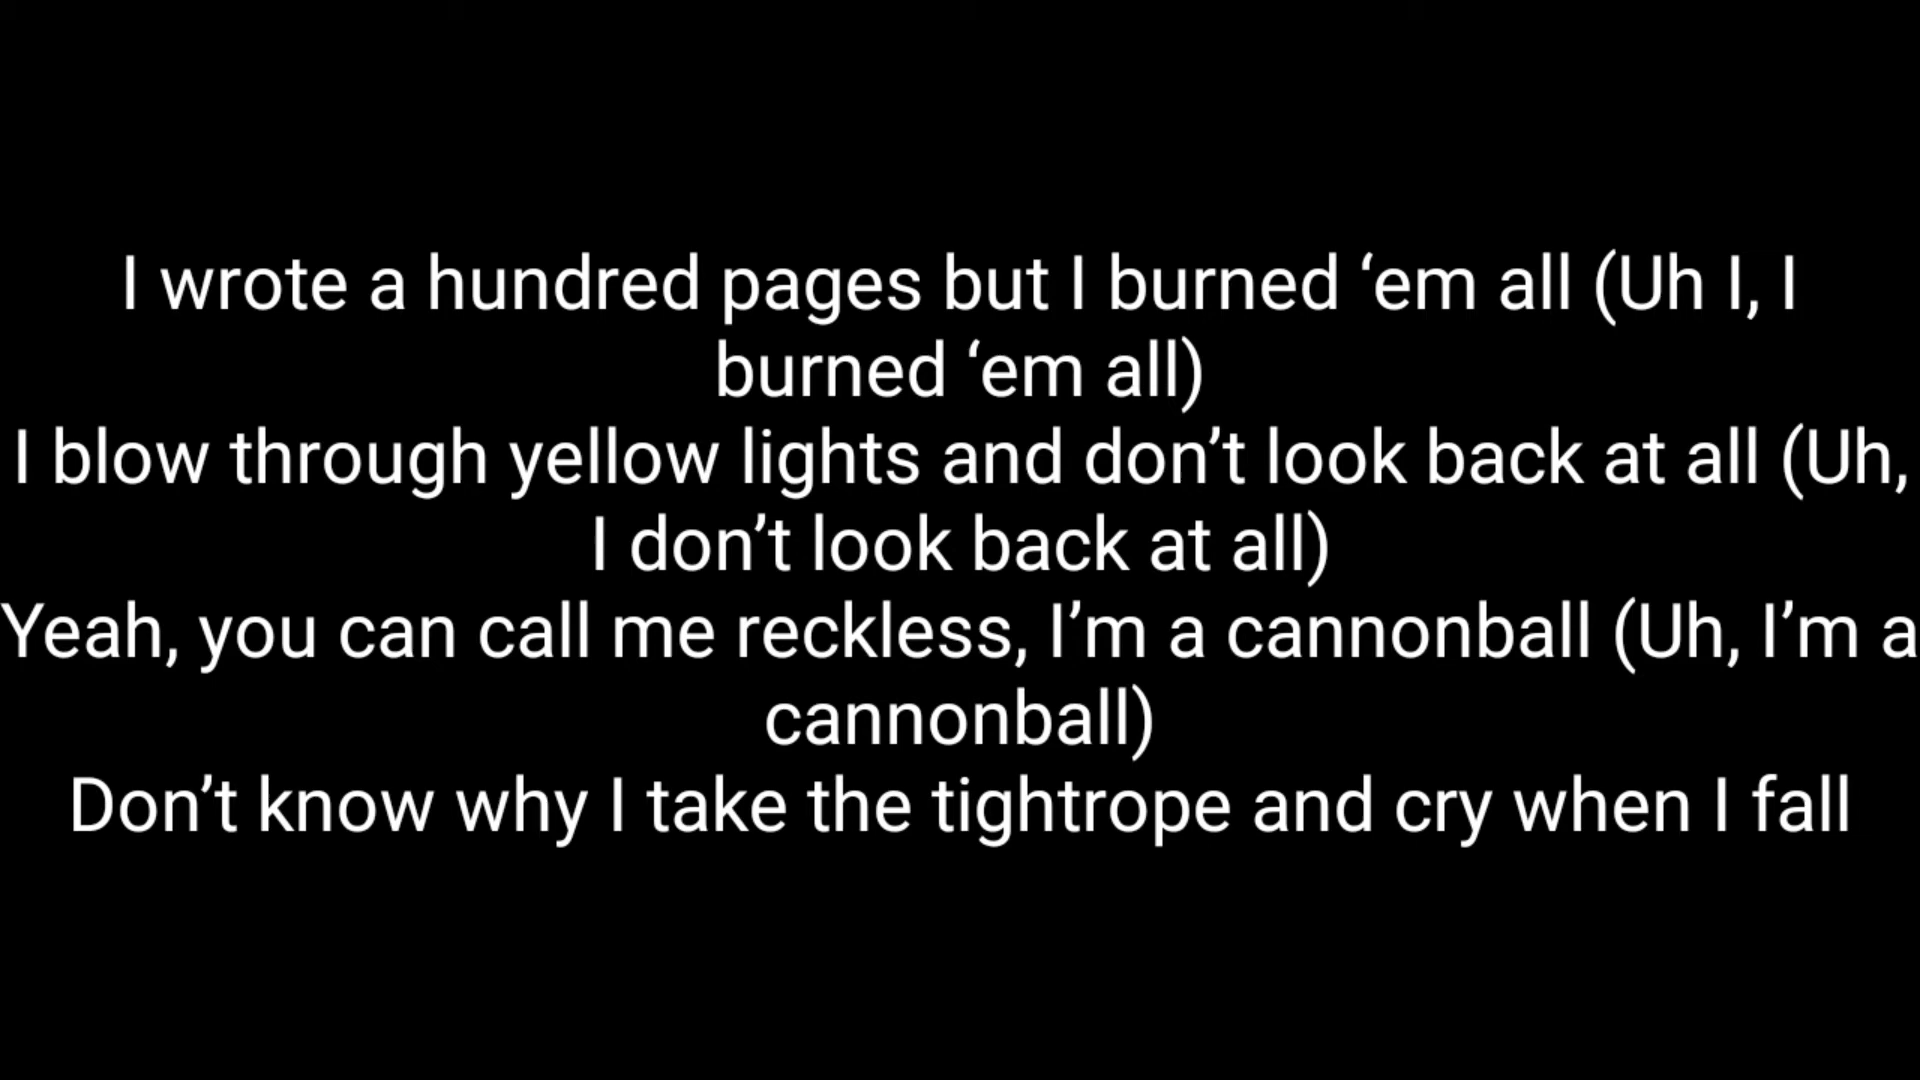 I wrote a hundred pages but I burned ‘em all (Uh I, I
burned ‘em all)
I blow through yellow lights and don’t look back at all (Uh,
I don’t look back at all)
Yeah, you can call me reckless, I’m a cannonball (Uh, I’m a
cannonball)
Don’t know why I take the tightrope and cry when I fall